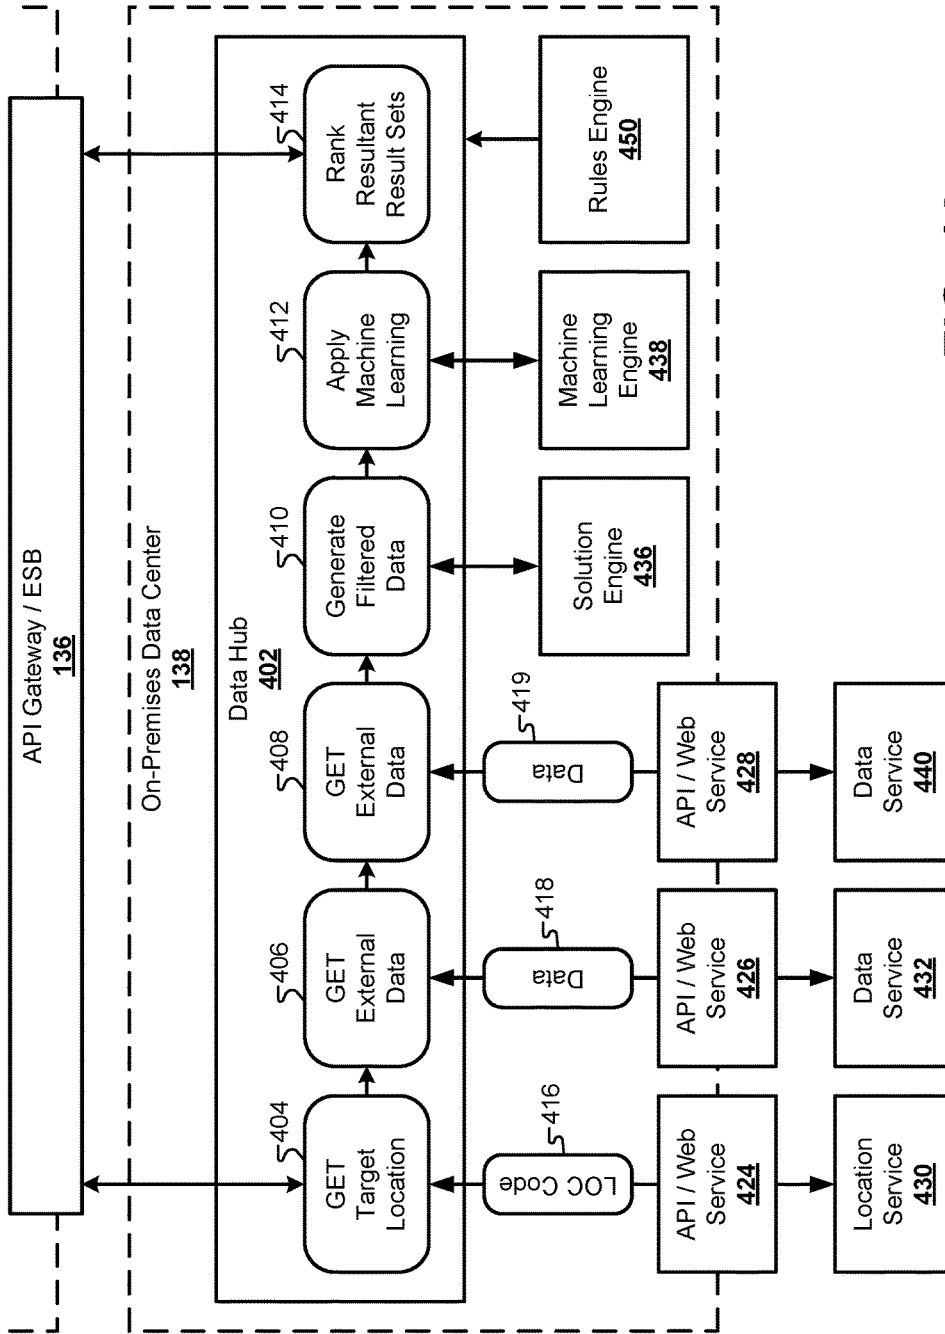 API Gateway / ESB
136
On-Premises Data Center
138
Data Hub
402
404
GET
Target
Location
406
GET
External
Data
408
GET
External
Data
410
Generate
Filtered
Data
412
Apply
Machine
Learning
414
Rank
Resultant
Result Sets
416
LOC Code
418
Data
419
Data
API / Web
Service
424
API / Web
Service
426
API / Web
Service
428
Solution
Engine
436
Machine
Learning
Engine
438
Rules Engine
450
Location
Service
430
Data
Service
432
Data
Service
440